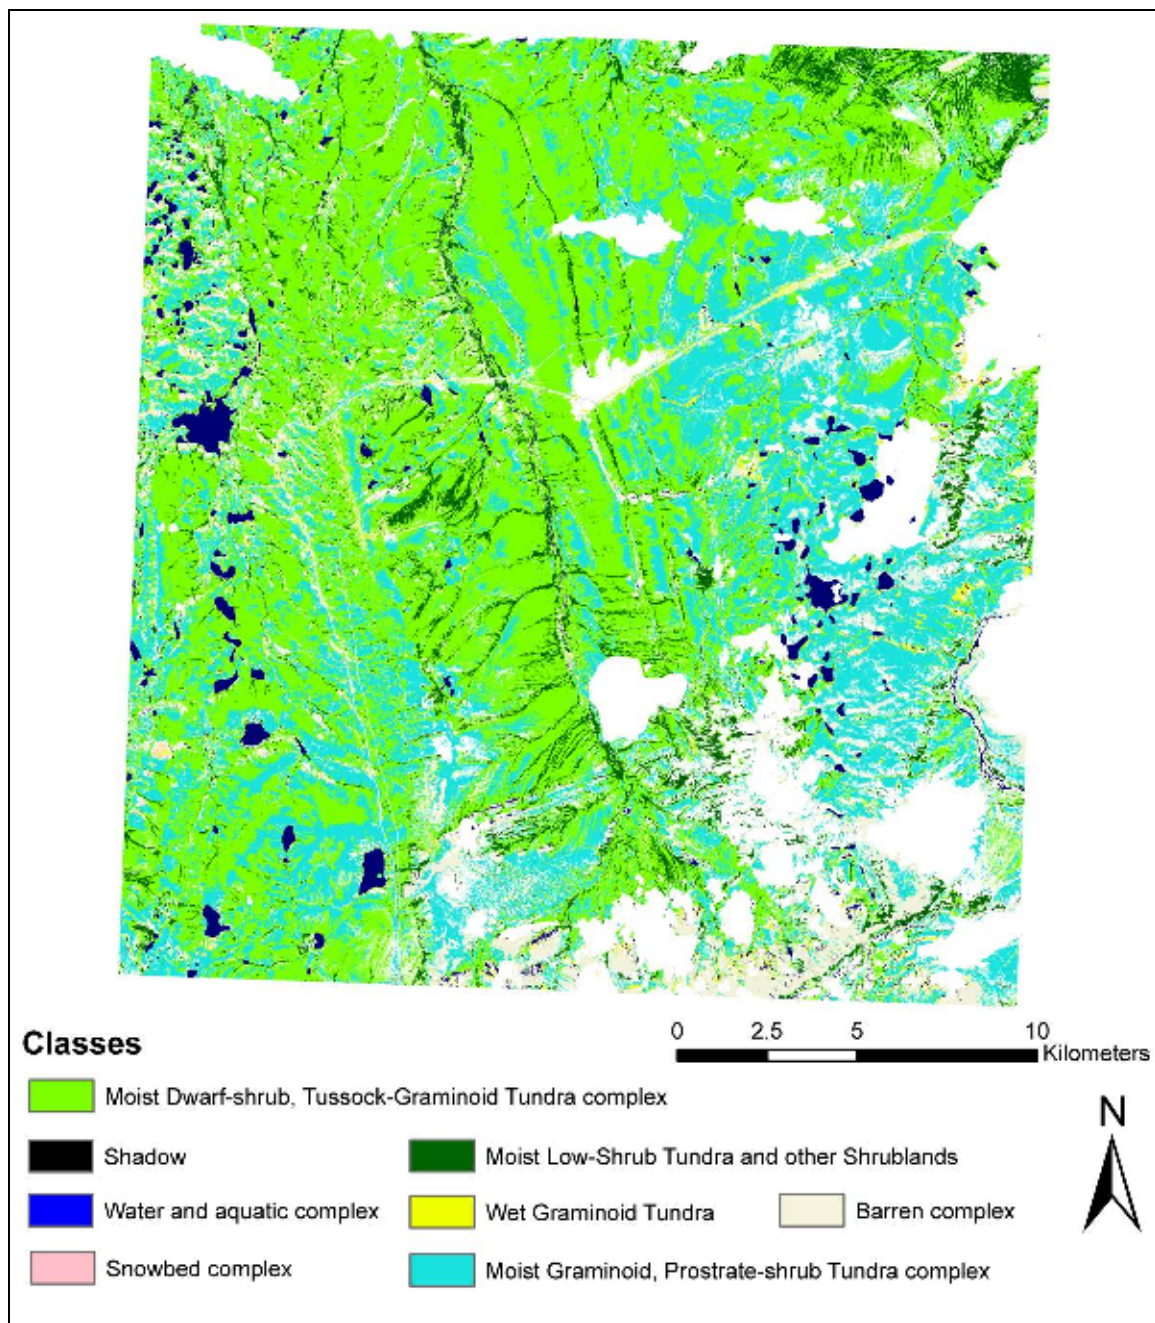 Classes
0 2.5 5 10
Kilometers
Moist Dwarf-shrub, Tussock-Graminoid Tundra complex
N
Shadow
Moist Low-Shrub Tundra and other Shrublands
Water and aquatic complex
Wet Graminoid Tundra
Barren complex
Snowbed complex
Moist Graminoid, Prostrate-shrub Tundra complex